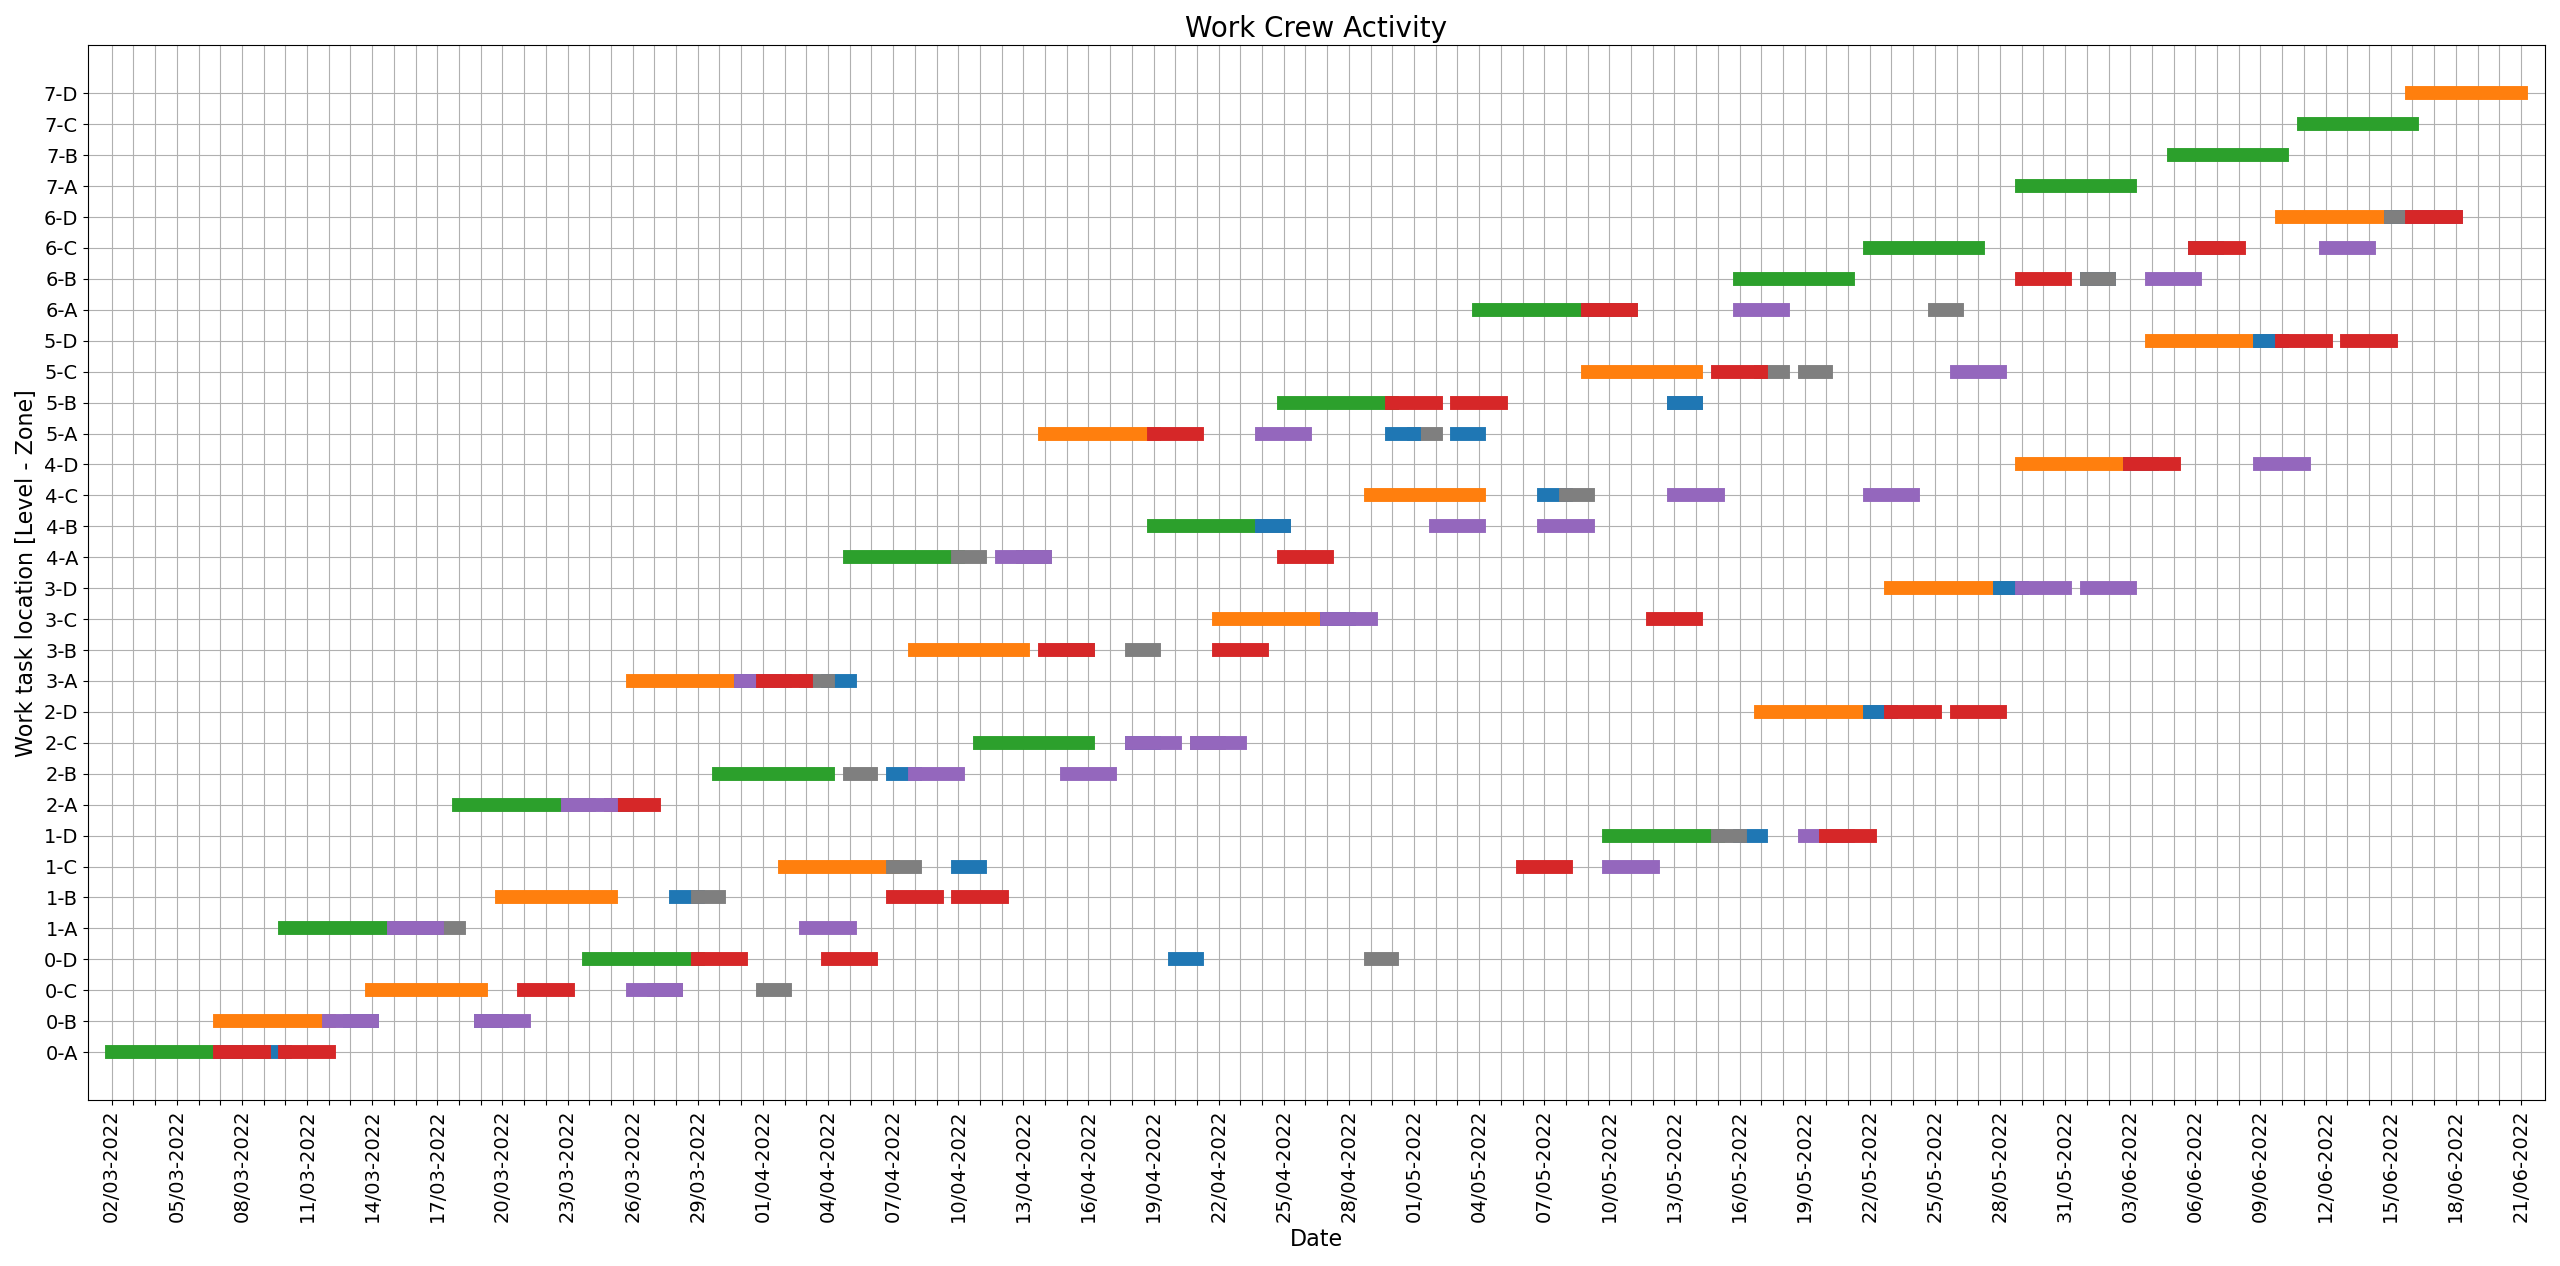 Work Crew Activity
Work task location [Level - Zone]
7-D
7-C
7-B
7-A
6-D
6-C
6-B
6-A
5-D
5-C
5-B
5-A
4-D
4-C
4-B
4-A
3-D
3-C
3-B
3-A
2-D
2-C
2-B
2-A
1-D
1-C
1-B
1-A
0-D
0-C
0-B
0-A
02/03-2022
05/03-2022
08/03-2022
11/03-2022
14/03-2022
17/03-2022
20/03-2022
23/03-2022
26/03-2022
29/03-2022
01/04-2022
04/04-2022
07/04-2022
10/04-2022
13/04-2022
16/04-2022
19/04-2022
22/04-2022
25/04-2022
28/04-2022
01/05-2022
04/05-2022
07/05-2022
10/05-2022
13/05-2022
16/05-2022
19/05-2022
22/05-2022
25/05-2022
28/05-2022
31/05-2022
03/06-2022
06/06-2022
09/06-2022
12/06-2022
15/06-2022
18/06-2022
21/06-2022
Date